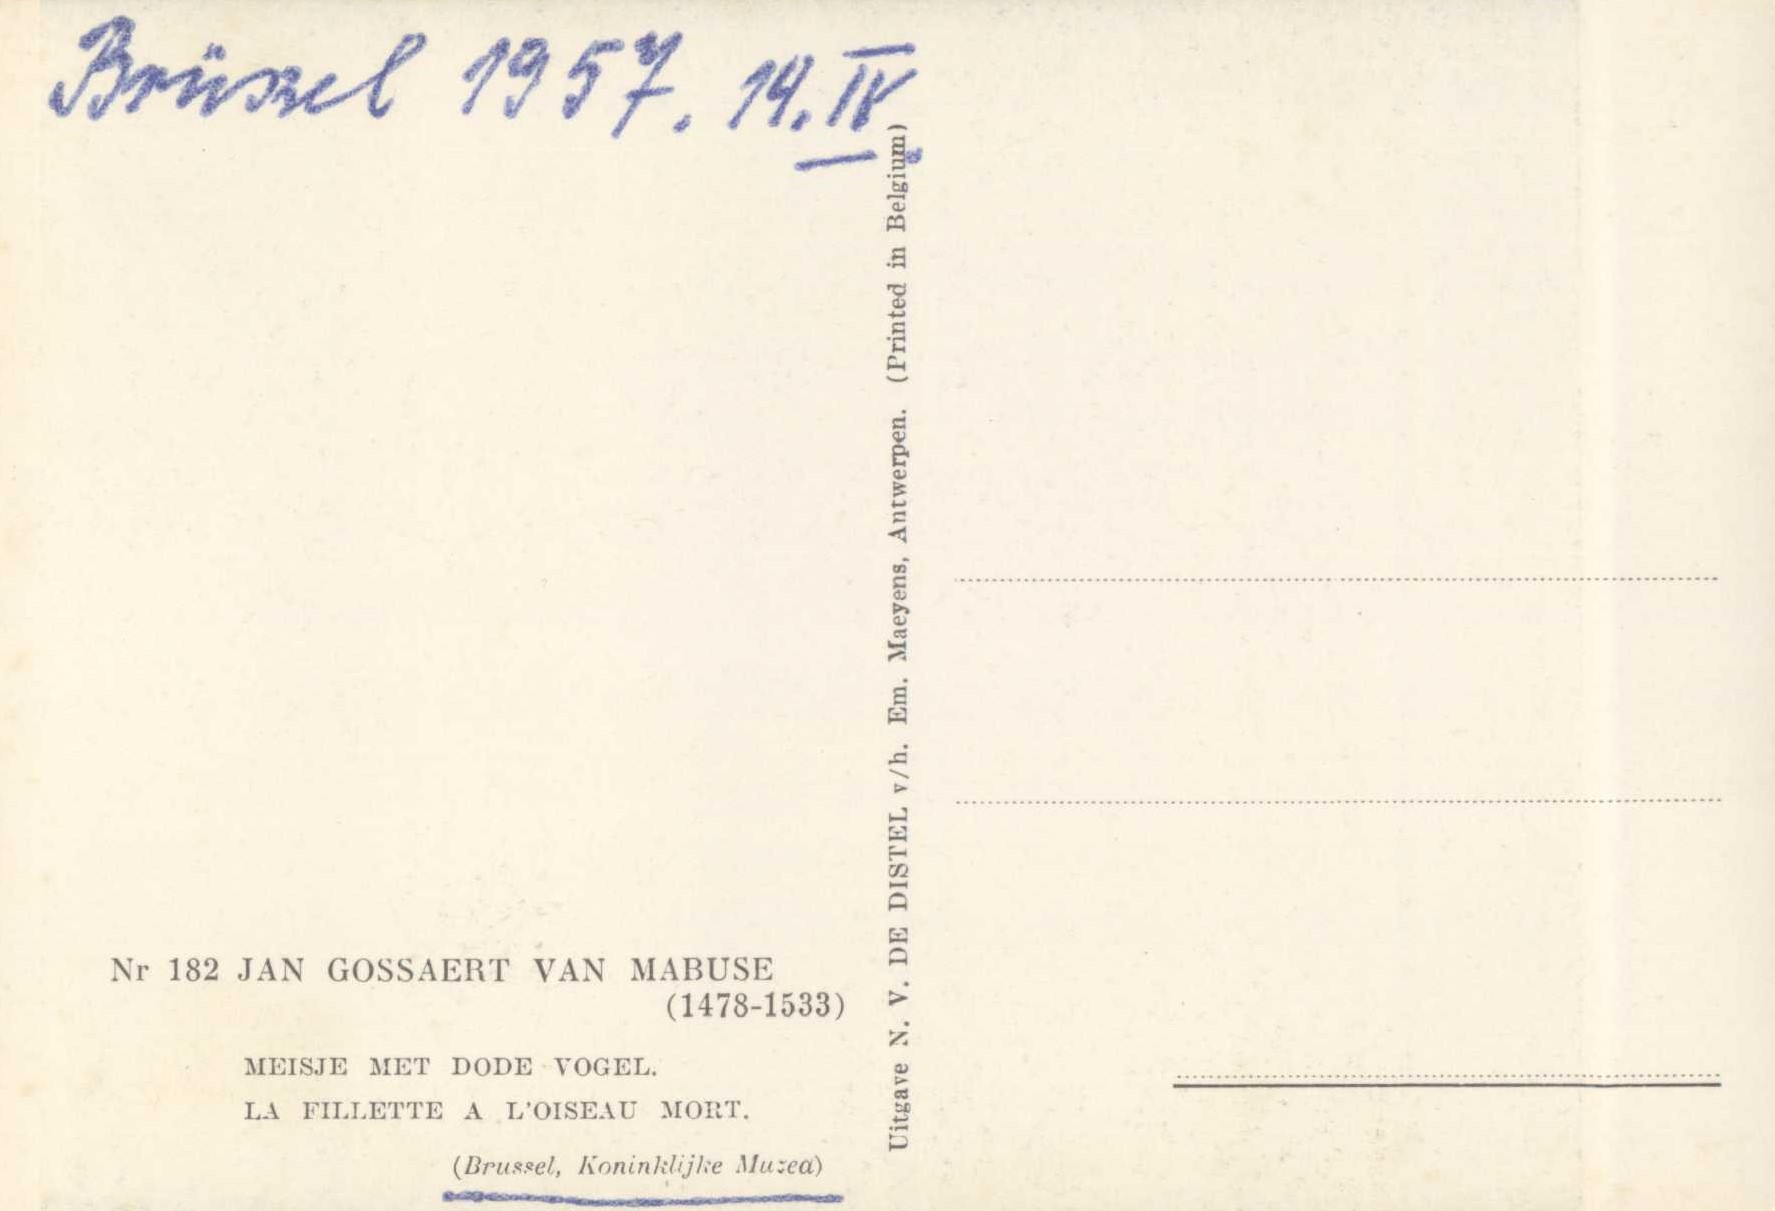 Brüssel 1957. 14. IV
Nr 182 JAN GOSSAERT VAN MABUSE
(1478-1533)
MEISJE MET DODE VOGEL.
LA FILLETTE A L'OISEAU MORT.
(Brussel, Koninklijke Muzea)
Uitgave N. V. DE DISTEL v/h. Em. Maeyens, Antwerpen. (Printed in Belgium)